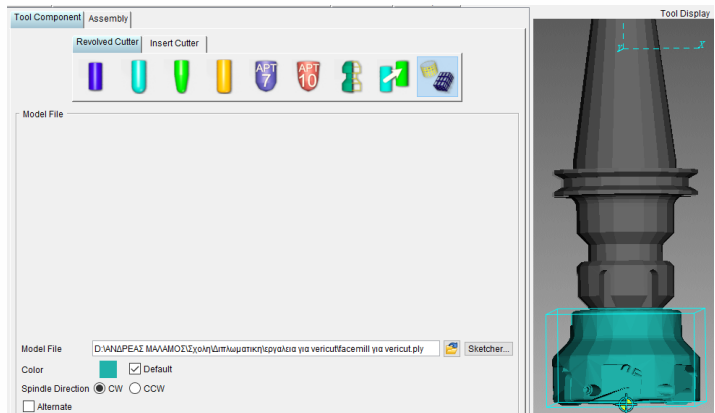 Tool Component Assembly
Tool Display
Revolved Cutter Insert Cutter
APT 7 APT 10
Model File
Model File D:\ΑΝΔΡΕΑΣ ΜΑΛΑΜΟΣ\Σχολη\Διπλωματικη\εργαλεια για vericut\facemill για vericut.ply Sketcher...
Color Default
Spindle Direction CW CCW
Alternate